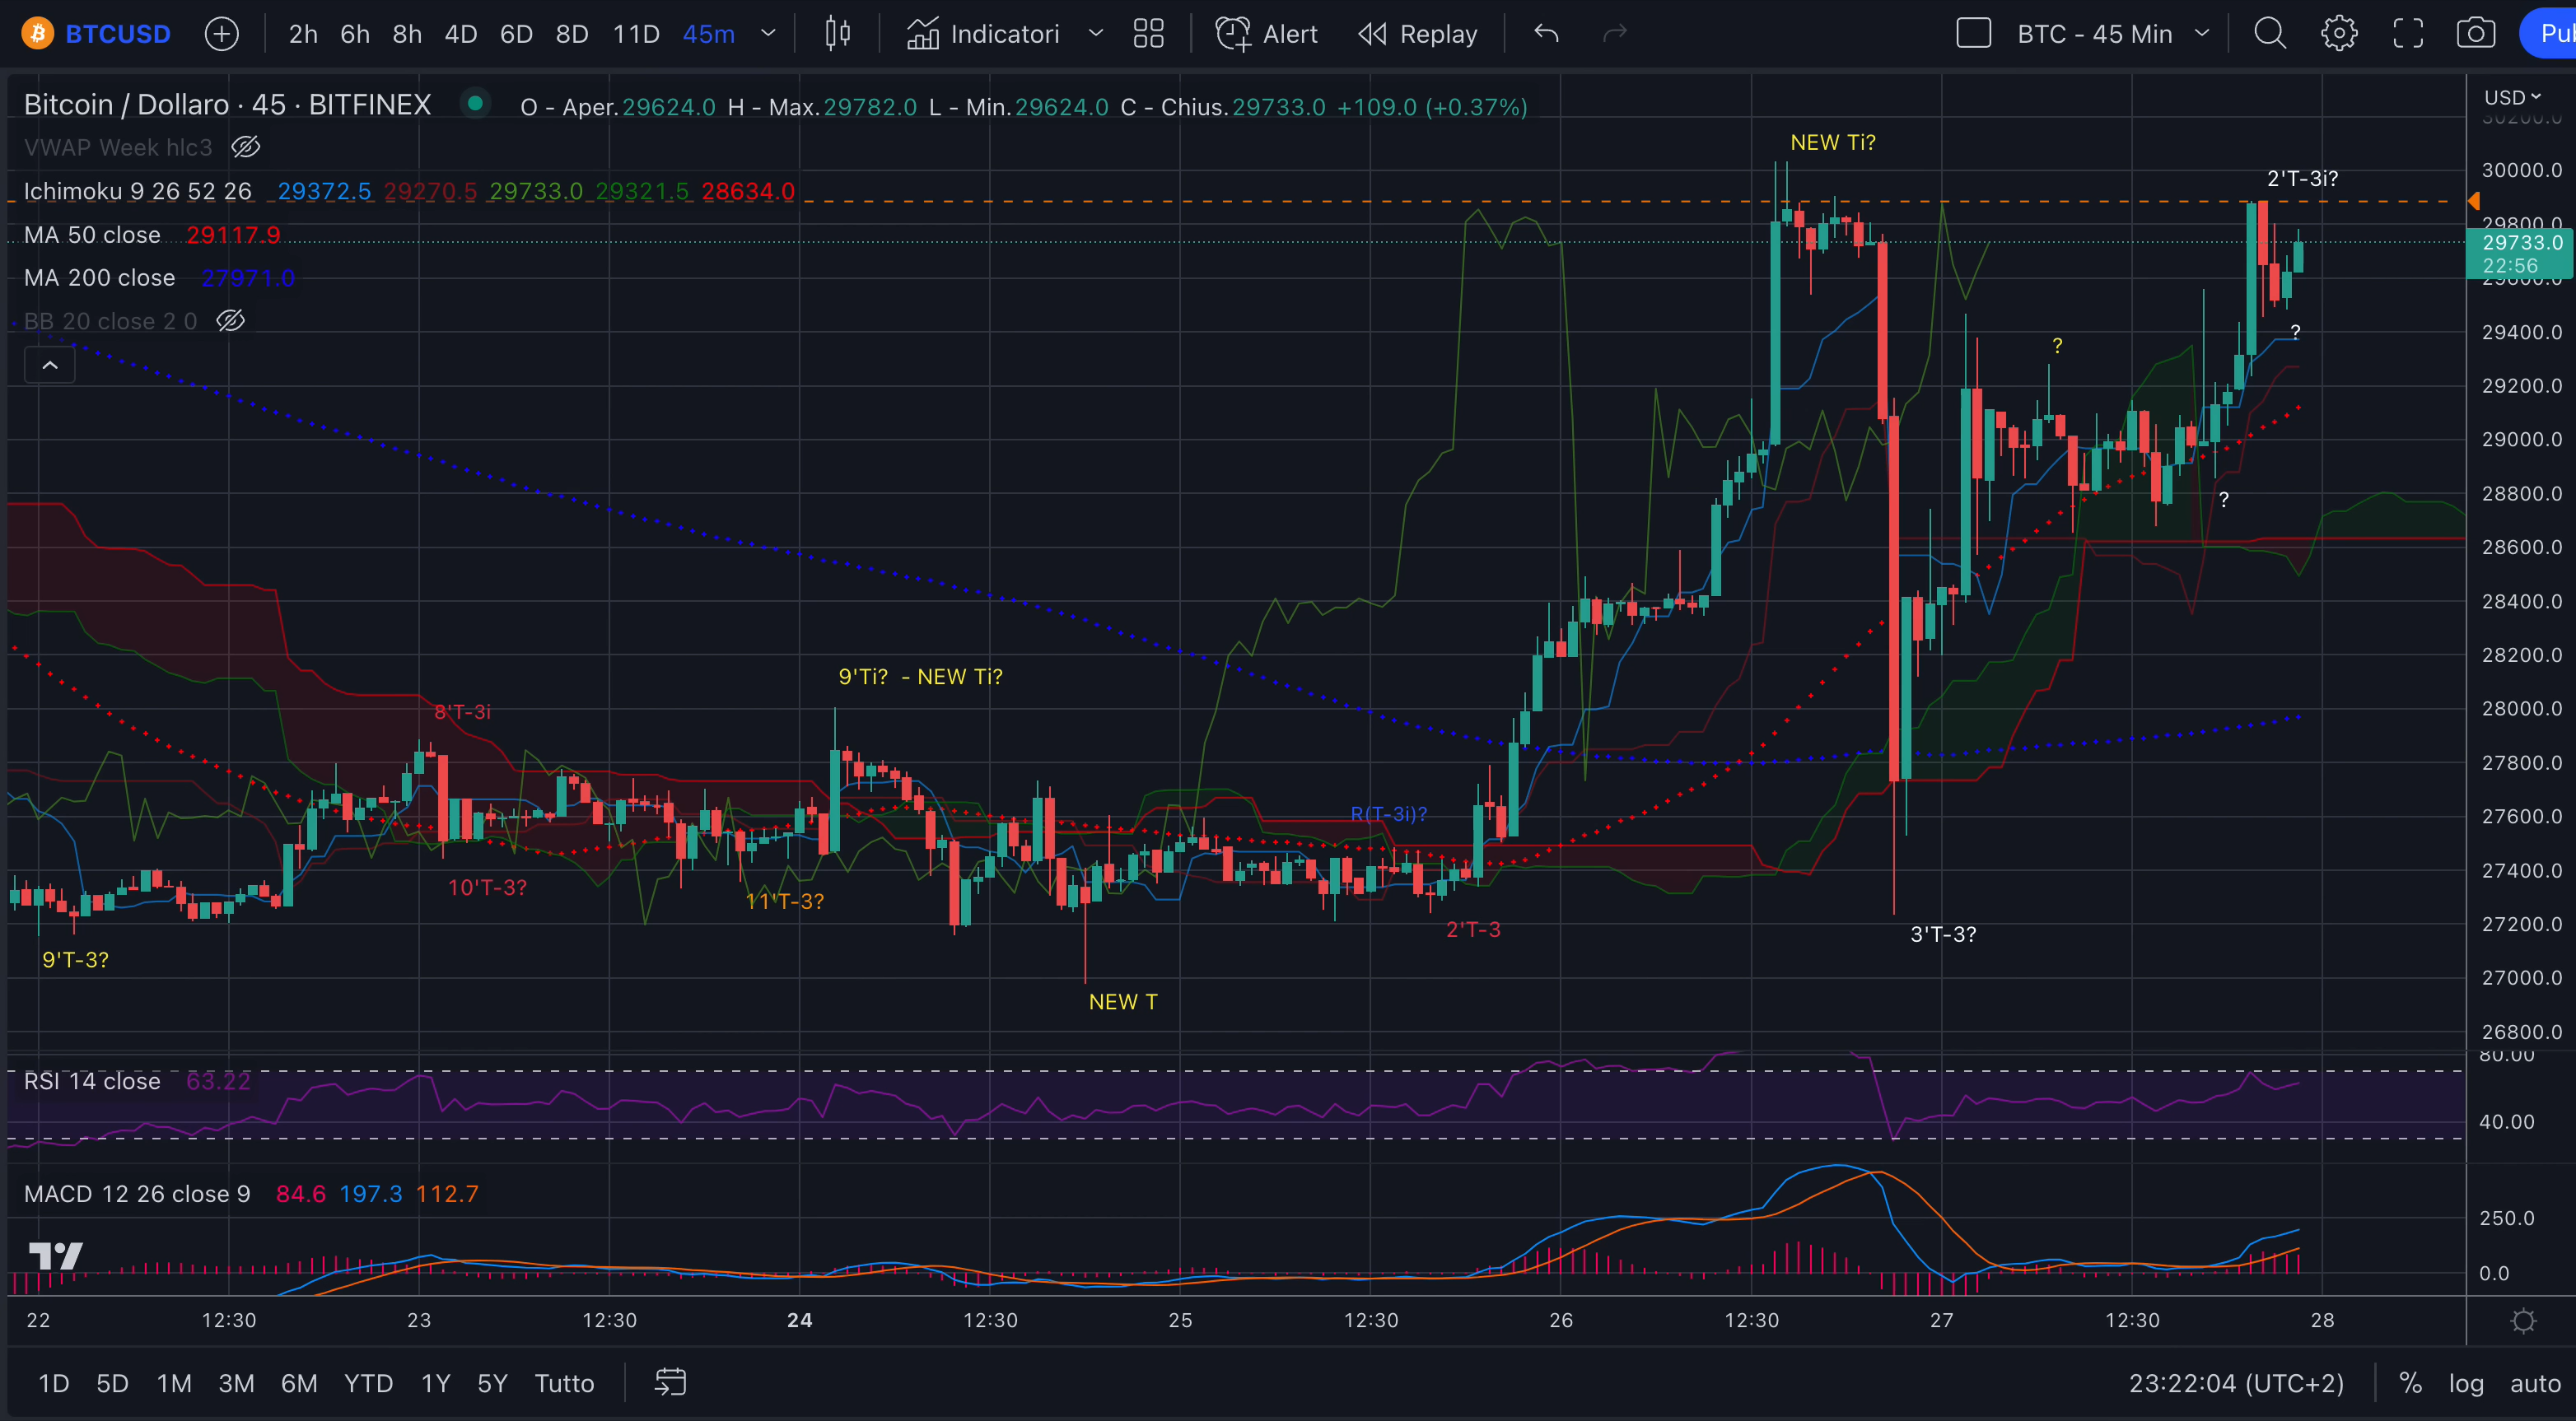 BTCUSD 2h 6h 8h 4D 6D 8D 11D 45m Indicatori Alert Replay BTC - 45 Min
Bitcoin / Dollaro · 45 · BITFINEX O - Aper.29624.0 H - Max.29782.0 L - Min.29624.0 C - Chius.29733.0 +109.0 (+0.37%)
USD
VWAP Week hlc3
Ichimoku 9 26 52 26 29372.5 29270.5 29733.0 29321.5 28634.0
MA 50 close 29117.9
MA 200 close 27971.0
BB 20 close 2 0
NEW Ti?
2'T-3i?
?
?
?
9'Ti? - NEW Ti?
8'T-3i
R(T-3i)?
10'T-3?
11'T-3?
2'T-3
3'T-3?
9'T-3?
NEW T
30200.0
30000.0
29800.0
29733.0
22:56
29600.0
29400.0
29200.0
29000.0
28800.0
28600.0
28400.0
28200.0
28000.0
27800.0
27600.0
27400.0
27200.0
27000.0
26800.0
RSI 14 close 63.22
80.00
40.00
MACD 12 26 close 9 84.6 197.3 112.7
250.0
0.0
22 12:30 23 12:30 24 12:30 25 12:30 26 12:30 27 12:30 28
1D 5D 1M 3M 6M YTD 1Y 5Y Tutto 23:22:04 (UTC+2) % log auto